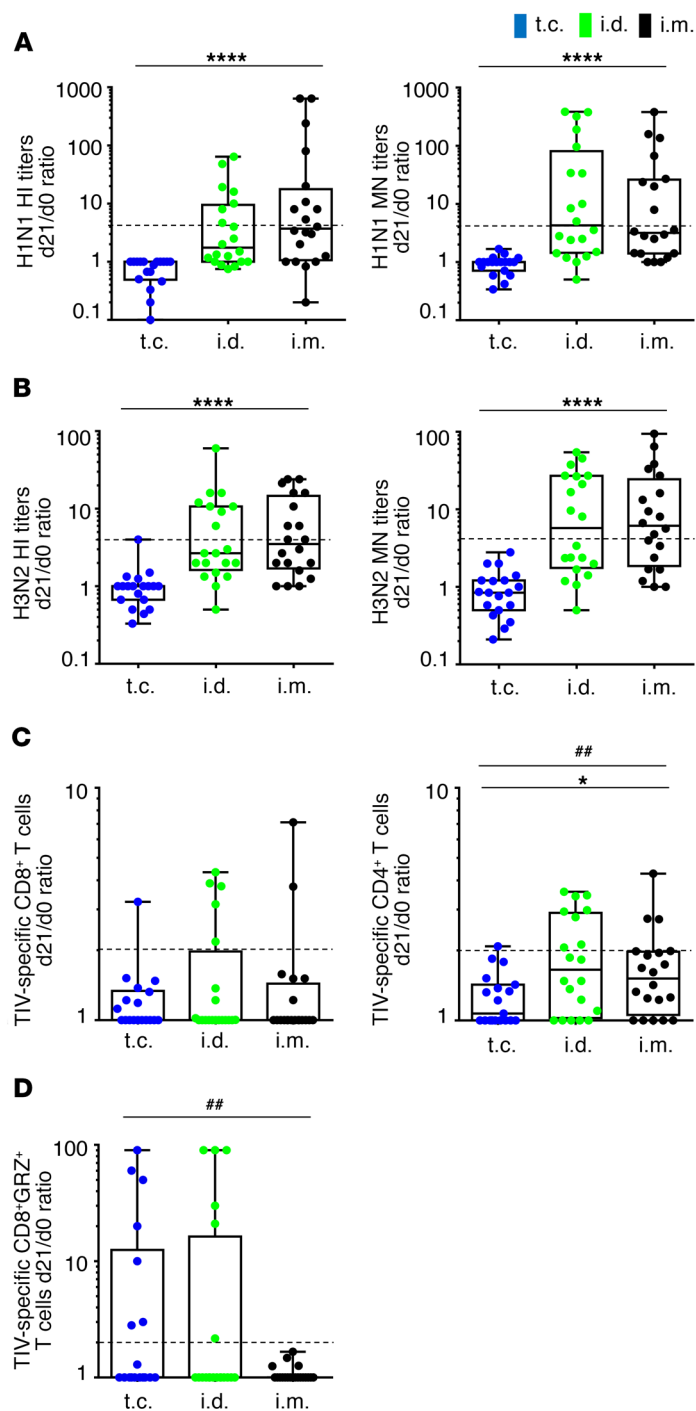 t.c. i.d. i.m.
A
****
****
H1N1 HI titers
d21/d0 ratio
1000
100
10
1
0.1
t.c. i.d. i.m.
H1N1 MN titers
d21/d0 ratio
1000
100
10
1
0.1
t.c. i.d. i.m.
B
****
****
H3N2 HI titers
d21/d0 ratio
100
10
1
0.1
t.c. i.d. i.m.
H3N2 MN titers
d21/d0 ratio
100
10
1
0.1
t.c. i.d. i.m.
C
TIV-specific CD8⁺ T cells
d21/d0 ratio
10
1
t.c. i.d. i.m.
##
*
TIV-specific CD4⁺ T cells
d21/d0 ratio
10
1
t.c. i.d. i.m.
D
##
TIV-specific CD8⁺GRZ⁺
T cells d21/d0 ratio
100
10
1
t.c. i.d. i.m.